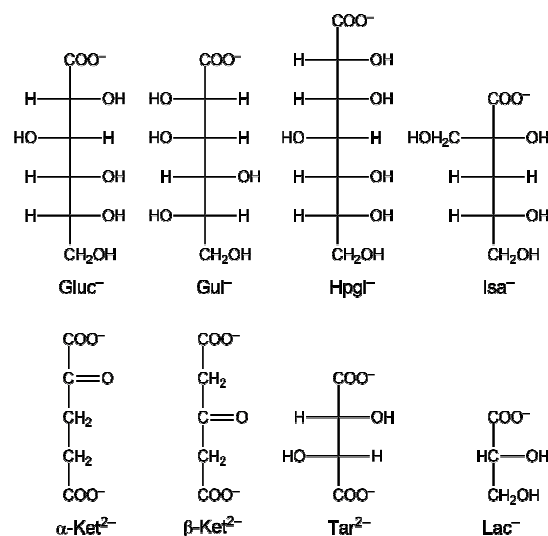 COO⁻
H OH
HO H
H OH
H OH
CH₂OH
Gluc⁻
COO⁻
HO H
HO H
H OH
HO H
CH₂OH
Gul⁻
COO⁻
H OH
H OH
HO H
H OH
H OH
CH₂OH
Hpgl⁻
COO⁻
HOH₂C OH
H H
H OH
CH₂OH
Isa⁻
COO⁻
C=O
CH₂
CH₂
COO⁻
α-Ket²⁻
COO⁻
CH₂
C=O
CH₂
COO⁻
β-Ket²⁻
COO⁻
H OH
HO H
COO⁻
Tar²⁻
COO⁻
HC—OH
CH₂OH
Lac⁻